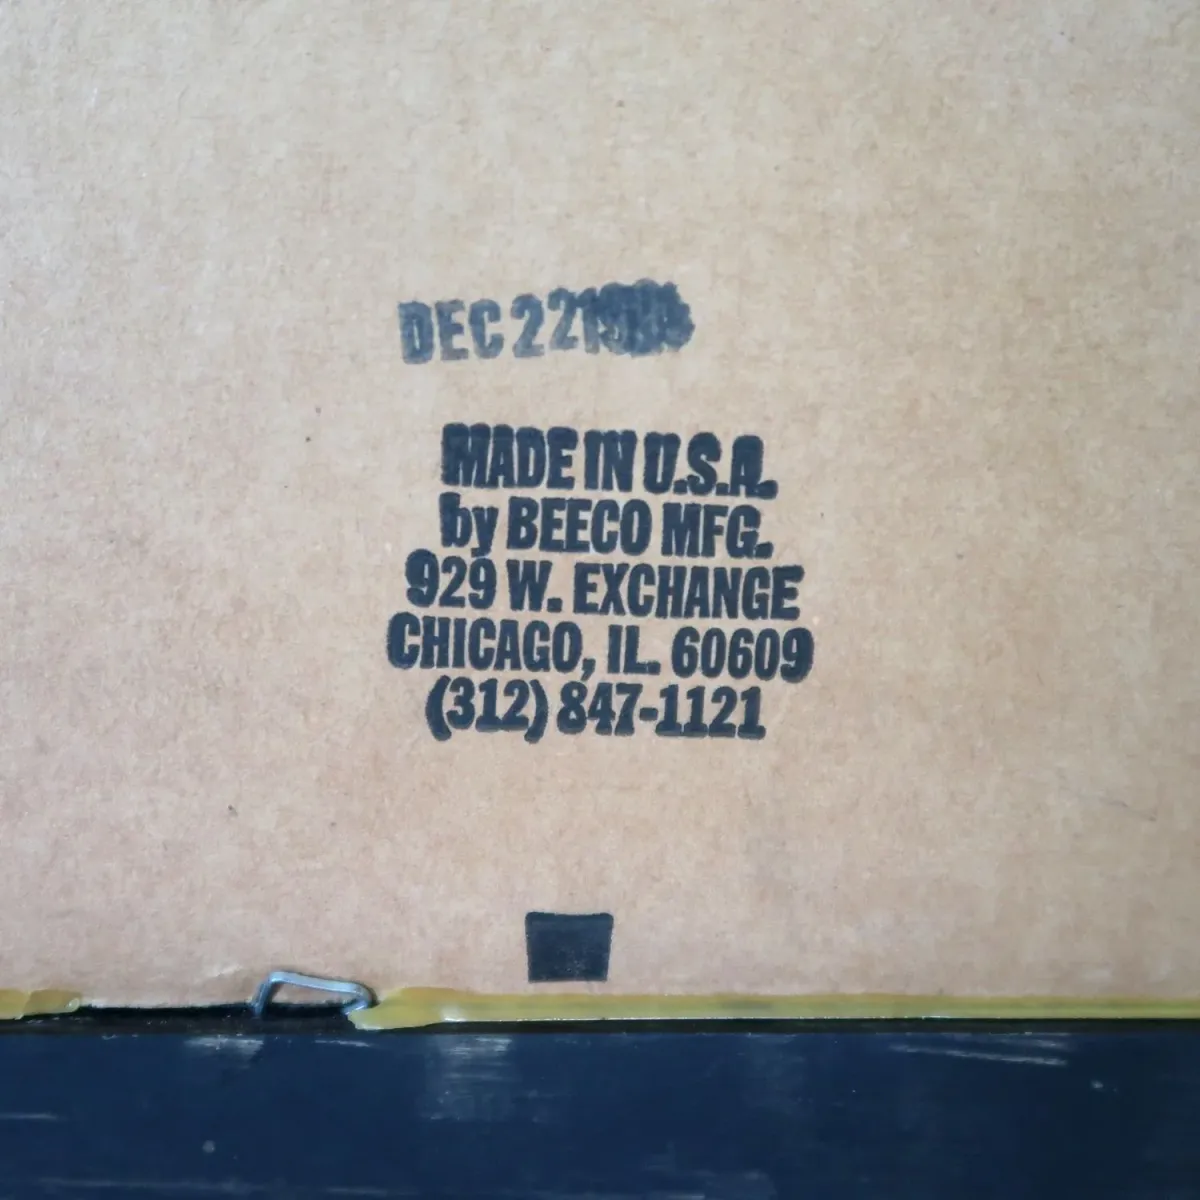 DEC 22
MADE IN U.S.A.
by BEECO MFG.
929 W. EXCHANGE
CHICAGO, IL. 60609
(312) 847-1121